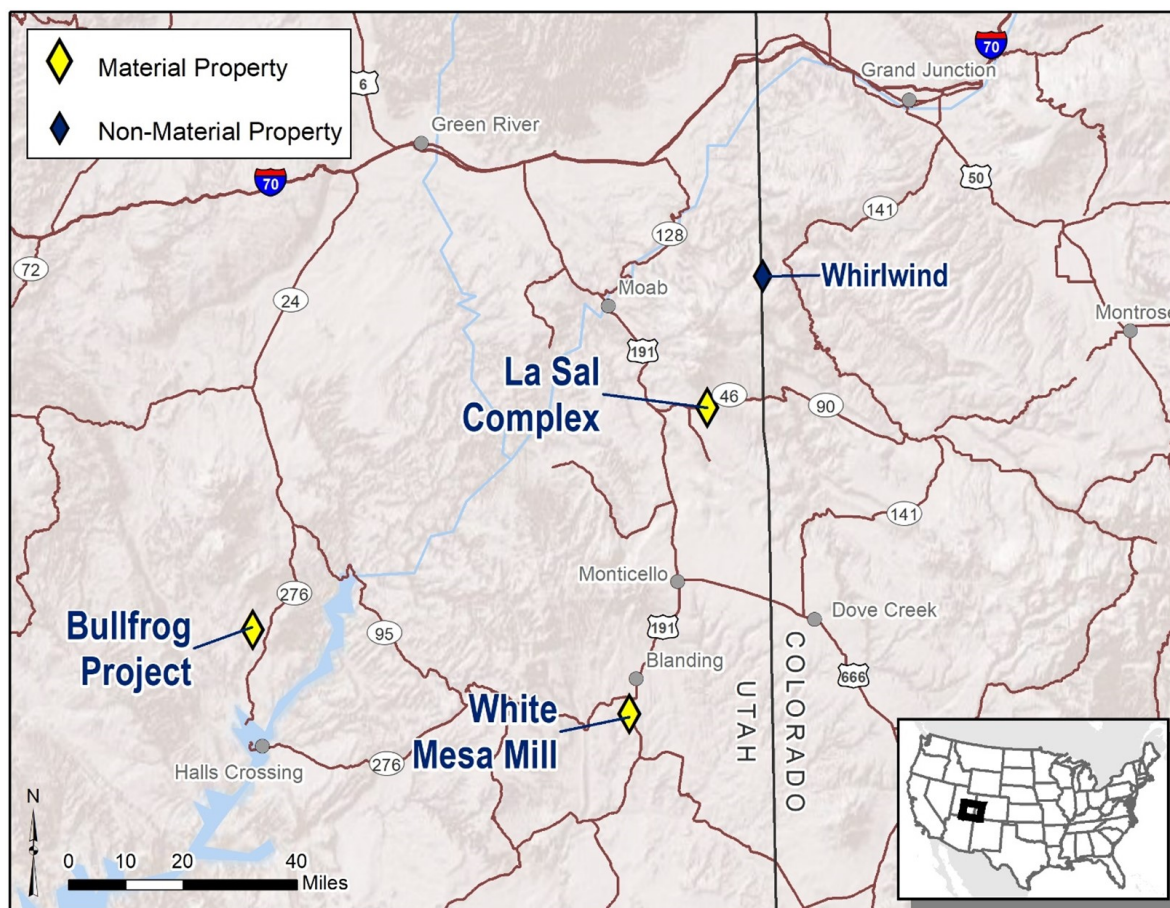 Material Property
Non-Material Property
6
70
Grand Junction
Green River
70
50
141
128
72
Whirlwind
24
Moab
Montrose
191
La Sal
Complex
46
90
141
Monticello
276
Dove Creek
Bullfrog
Project
95
191
Blanding
666
UTAH
COLORADO
White
Mesa Mill
Halls Crossing
276
N
0 10 20 40
Miles